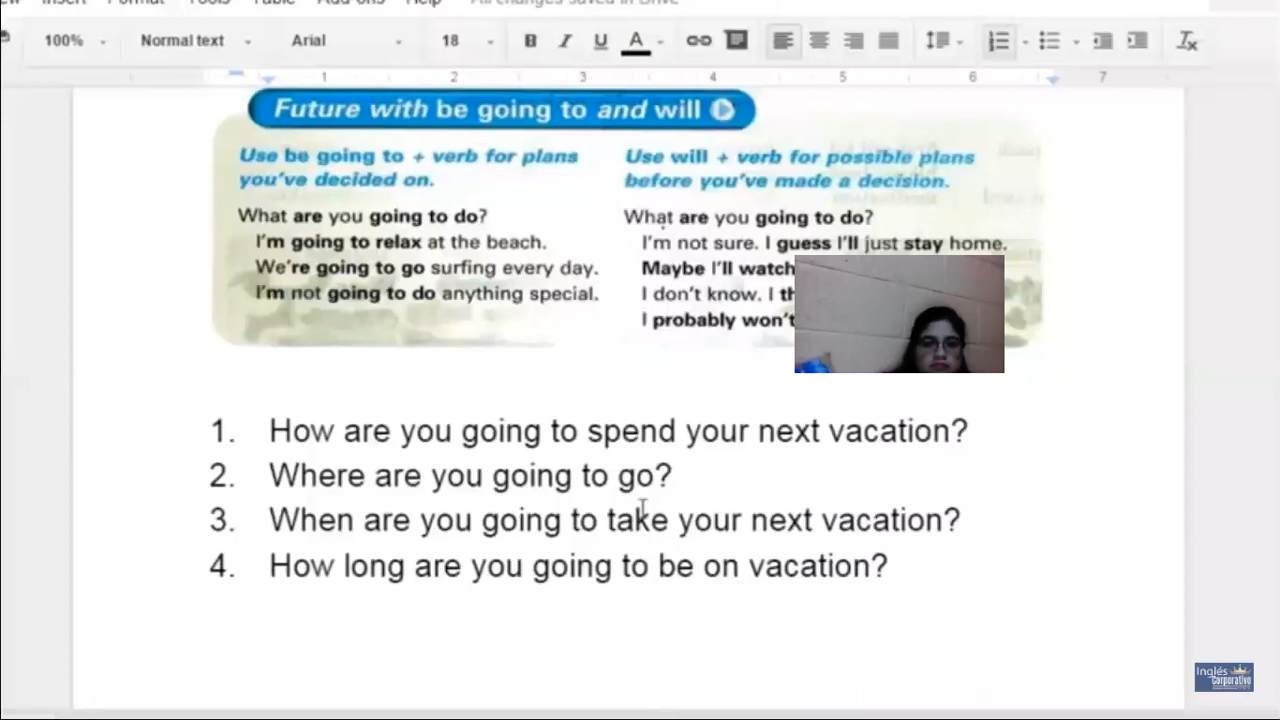 100% Normal text Arial 18 B I U A
1 2 3 4 5 6 7
Future with be going to and will
Use be going to + verb for plans
you've decided on.
What are you going to do?
I'm going to relax at the beach.
We're going to go surfing every day.
I'm not going to do anything special.
Use will + verb for possible plans
before you've made a decision.
What are you going to do?
I'm not sure. I guess I'll just stay home.
Maybe I'll watch
I don't know. I
I probably won't
1. How are you going to spend your next vacation?
2. Where are you going to go?
3. When are you going to take your next vacation?
4. How long are you going to be on vacation?
Inglés
Corporativo